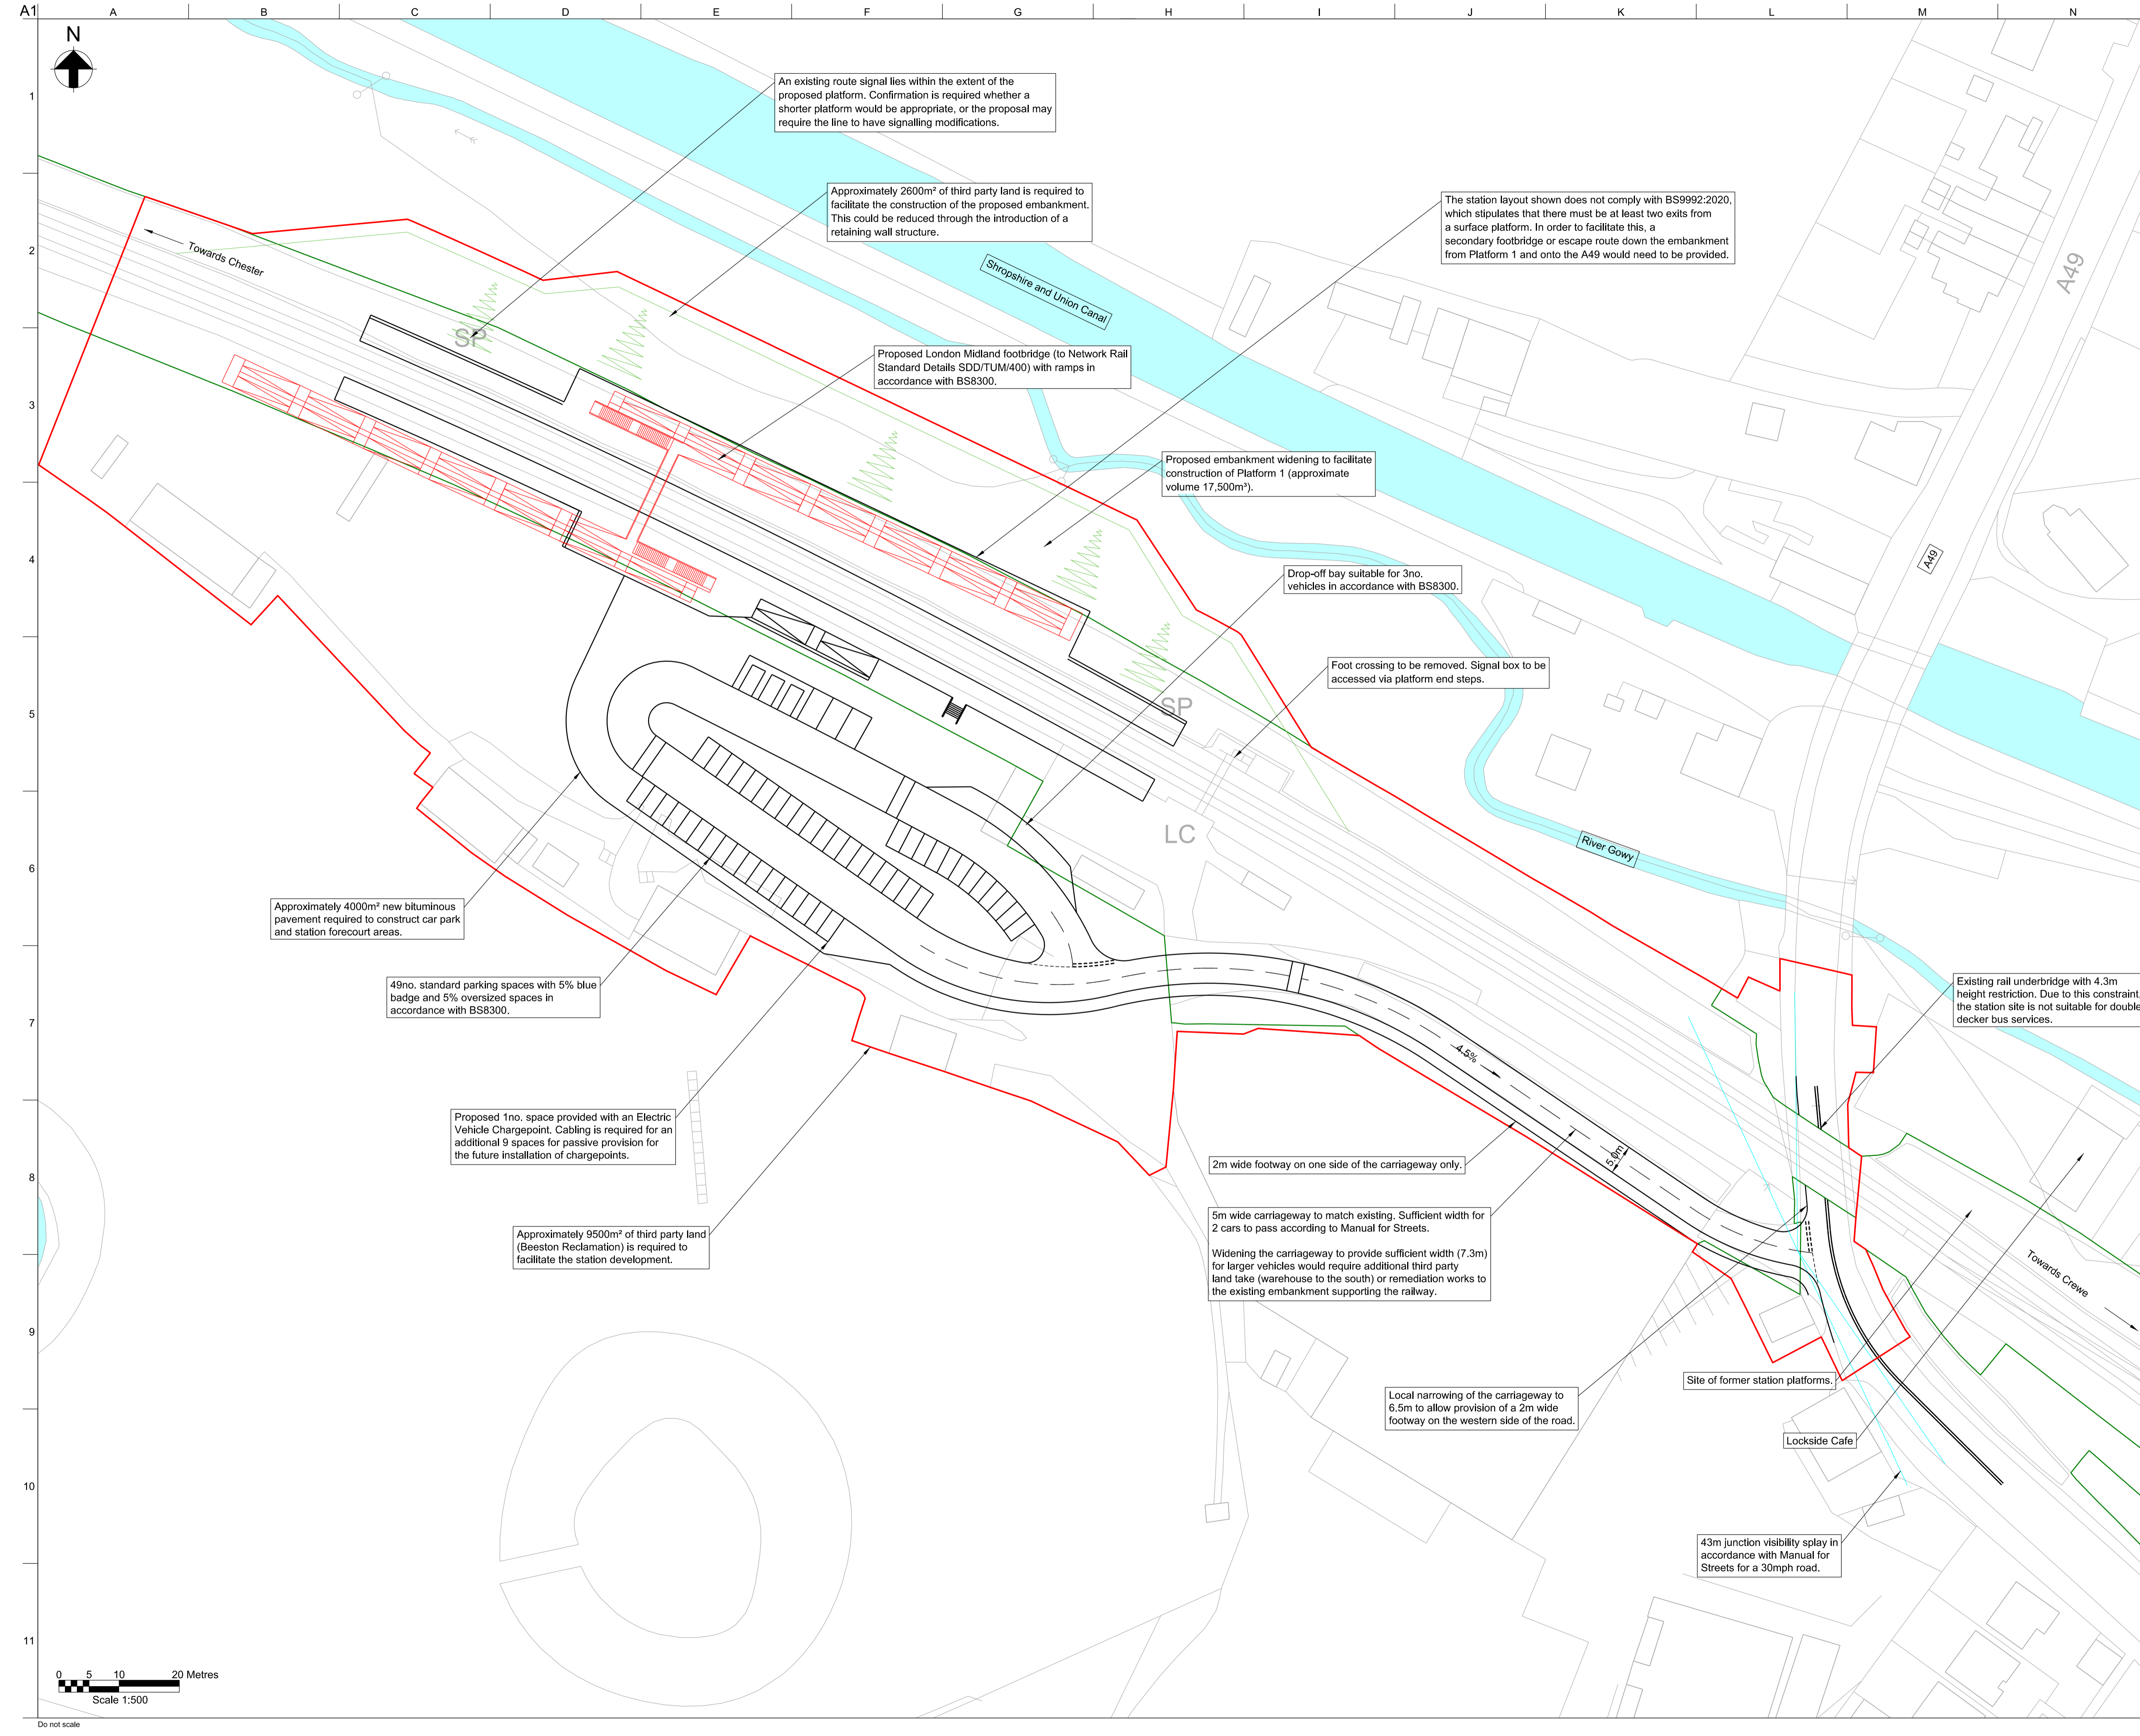 A1
A B C D E F G H I J K L M N
N
1
2
3
4
5
6
7
8
9
10
11
An existing route signal lies within the extent of the
proposed platform. Confirmation is required whether a
shorter platform would be appropriate, or the proposal may
require the line to have signalling modifications.
Approximately 2600m² of third party land is required to
facilitate the construction of the proposed embankment.
This could be reduced through the introduction of a
retaining wall structure.
The station layout shown does not comply with BS9992:2020,
which stipulates that there must be at least two exits from
a surface platform. In order to facilitate this, a
secondary footbridge or escape route down the embankment
from Platform 1 and onto the A49 would need to be provided.
Towards Chester
Shropshire and Union Canal
A49
SP
Proposed London Midland footbridge (to Network Rail
Standard Details SDD/TUM/400) with ramps in
accordance with BS8300.
Proposed embankment widening to facilitate
construction of Platform 1 (approximate
volume 17,500m³).
A49
Drop-off bay suitable for 3no.
vehicles in accordance with BS8300.
Foot crossing to be removed. Signal box to be
accessed via platform end steps.
SP
LC
River Gowy
Approximately 4000m² new bituminous
pavement required to construct car park
and station forecourt areas.
49no. standard parking spaces with 5% blue
badge and 5% oversized spaces in
accordance with BS8300.
Existing rail underbridge with 4.3m
height restriction. Due to this constraint,
the station site is not suitable for double
decker bus services.
4.5%
Proposed 1no. space provided with an Electric
Vehicle Chargepoint. Cabling is required for an
additional 9 spaces for passive provision for
the future installation of chargepoints.
2m wide footway on one side of the carriageway only.
5.0m
5m wide carriageway to match existing. Sufficient width for
2 cars to pass according to Manual for Streets.
Widening the carriageway to provide sufficient width (7.3m)
for larger vehicles would require additional third party
land take (warehouse to the south) or remediation works to
the existing embankment supporting the railway.
Approximately 9500m² of third party land
(Beeston Reclamation) is required to
facilitate the station development.
Towards Crewe
Site of former station platforms.
Local narrowing of the carriageway to
6.5m to allow provision of a 2m wide
footway on the western side of the road.
Lockside Cafe
43m junction visibility splay in
accordance with Manual for
Streets for a 30mph road.
0 5 10 20 Metres
Scale 1:500
Do not scale